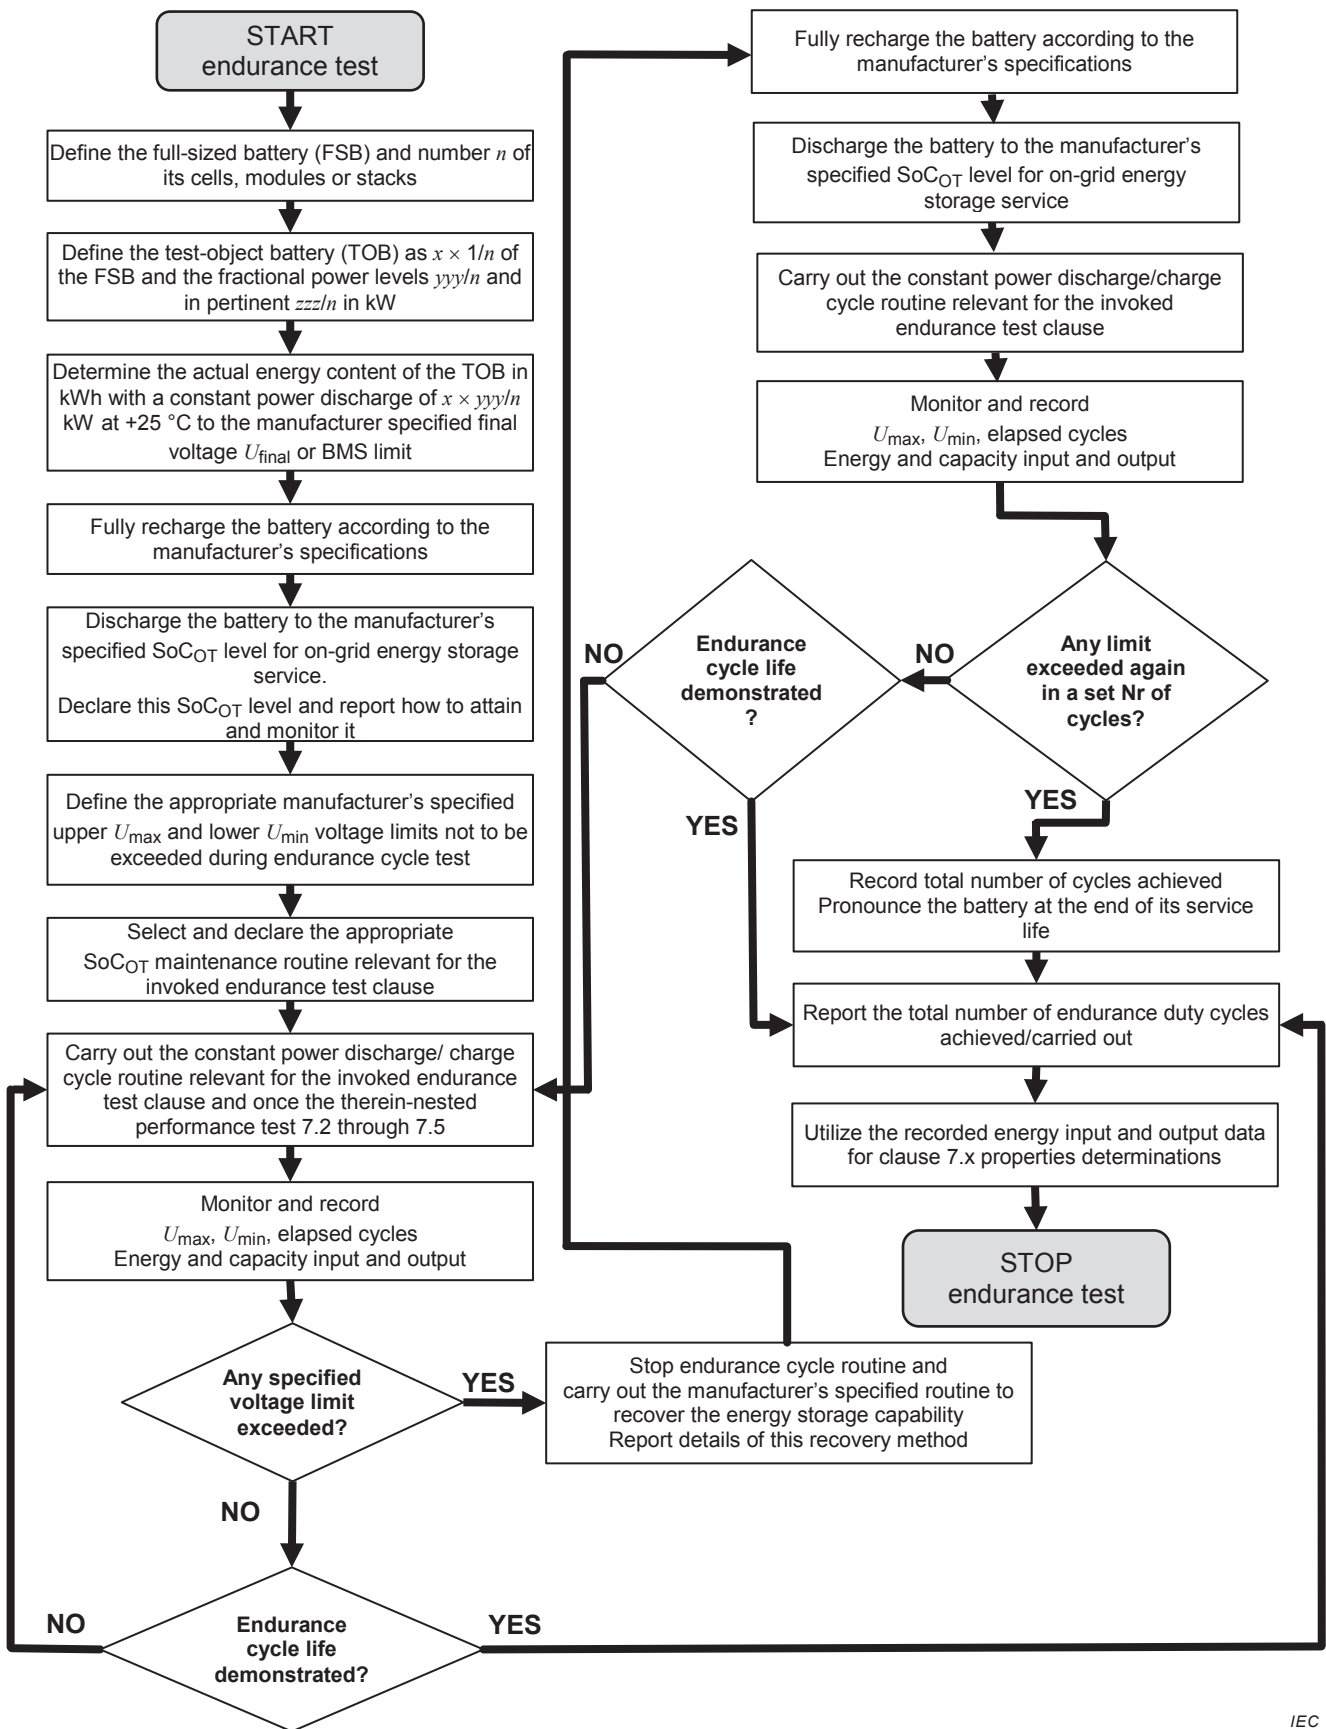 START
endurance test
Define the full-sized battery (FSB) and number n of
its cells, modules or stacks
Define the test-object battery (TOB) as x × 1/n of
the FSB and the fractional power levels yyy/n and
in pertinent zzz/n in kW
Determine the actual energy content of the TOB in
kWh with a constant power discharge of x × yyy/n
kW at +25 °C to the manufacturer specified final
voltage Ufinal or BMS limit
Fully recharge the battery according to the
manufacturer's specifications
Discharge the battery to the manufacturer's
specified SoCOT level for on-grid energy storage
service.
Declare this SoCOT level and report how to attain
and monitor it
Define the appropriate manufacturer's specified
upper Umax and lower Umin voltage limits not to be
exceeded during endurance cycle test
Select and declare the appropriate
SoCOT maintenance routine relevant for the
invoked endurance test clause
Carry out the constant power discharge/ charge
cycle routine relevant for the invoked endurance
test clause and once the therein-nested
performance test 7.2 through 7.5
Monitor and record
Umax, Umin, elapsed cycles
Energy and capacity input and output
Any specified
voltage limit
exceeded?
YES
NO
Stop endurance cycle routine and
carry out the manufacturer's specified routine to
recover the energy storage capability
Report details of this recovery method
Endurance
cycle life
demonstrated?
NO
YES
Fully recharge the battery according to the
manufacturer's specifications
Discharge the battery to the manufacturer's
specified SoCOT level for on-grid energy
storage service
Carry out the constant power discharge/charge
cycle routine relevant for the invoked
endurance test clause
Monitor and record
Umax, Umin, elapsed cycles
Energy and capacity input and output
Any limit
exceeded again
in a set Nr of
cycles?
NO
YES
Endurance
cycle life
demonstrated
?
NO
YES
Record total number of cycles achieved
Pronounce the battery at the end of its service
life
Report the total number of endurance duty cycles
achieved/carried out
Utilize the recorded energy input and output data
for clause 7.x properties determinations
STOP
endurance test
IEC